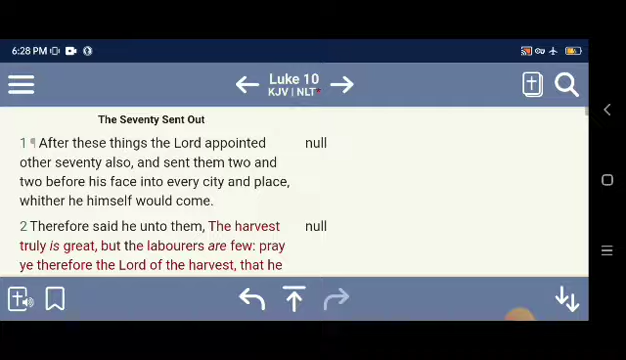 6:28 PM
Luke 10
KJV | NLT*
The Seventy Sent Out
1 ¶ After these things the Lord appointed null
other seventy also, and sent them two and
two before his face into every city and place,
whither he himself would come.
2 Therefore said he unto them, The harvest null
truly is great, but the labourers are few: pray
ye therefore the Lord of the harvest, that he